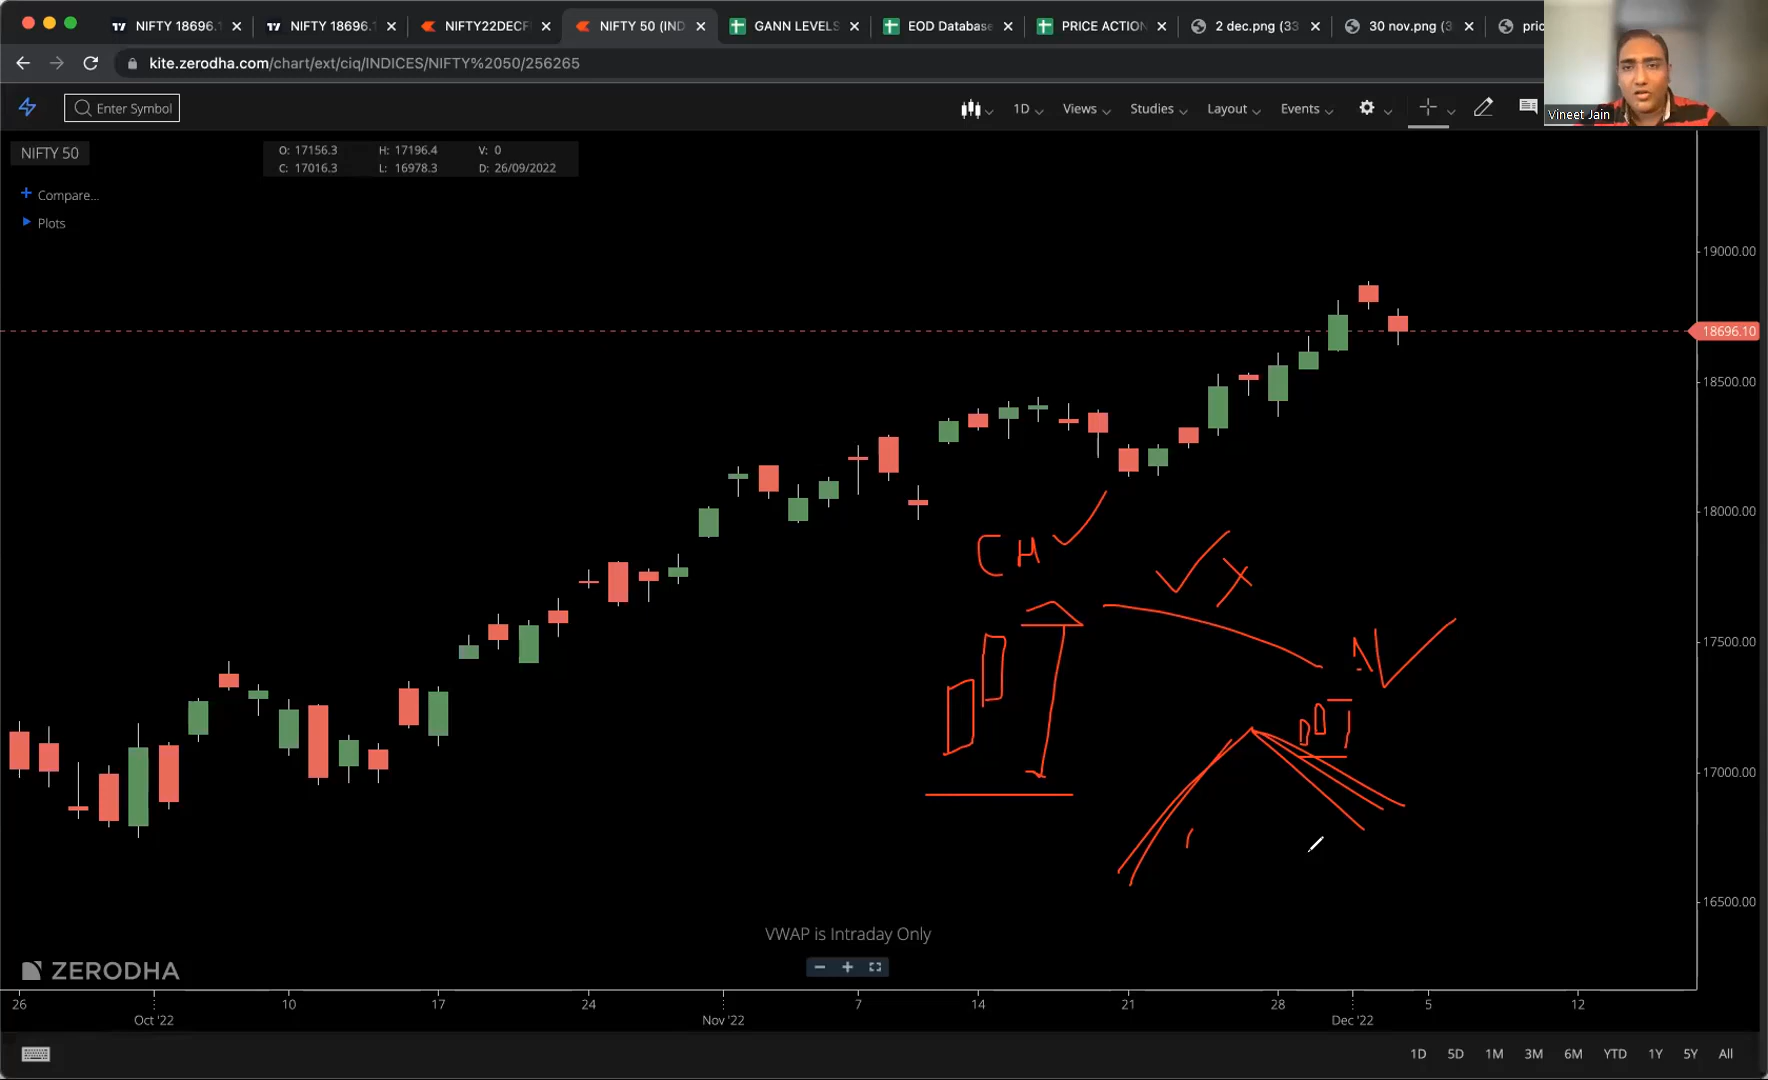 NIFTY 18696.
NIFTY 18696.
NIFTY22DECF
NIFTY 50 (IND
GANN LEVELS
EOD Database
PRICE ACTION
2 dec.png (33
30 nov.png (3
pric
kite.zerodha.com/chart/ext/ciq/INDICES/NIFTY%2050/256265
Vineet Jain
Enter Symbol
1D
Views
Studies
Layout
Events
NIFTY 50
O: 17156.3 H: 17196.4 V: 0
C: 17016.3 L: 16978.3 D: 26/09/2022
Compare...
Plots
19000.00
18696.10
18500.00
18000.00
17500.00
17000.00
16500.00
CH
VWAP is Intraday Only
ZERODHA
26 10 17 24 7 14 21 28 5 12
Oct '22 Nov '22 Dec '22
1D 5D 1M 3M 6M YTD 1Y 5Y All